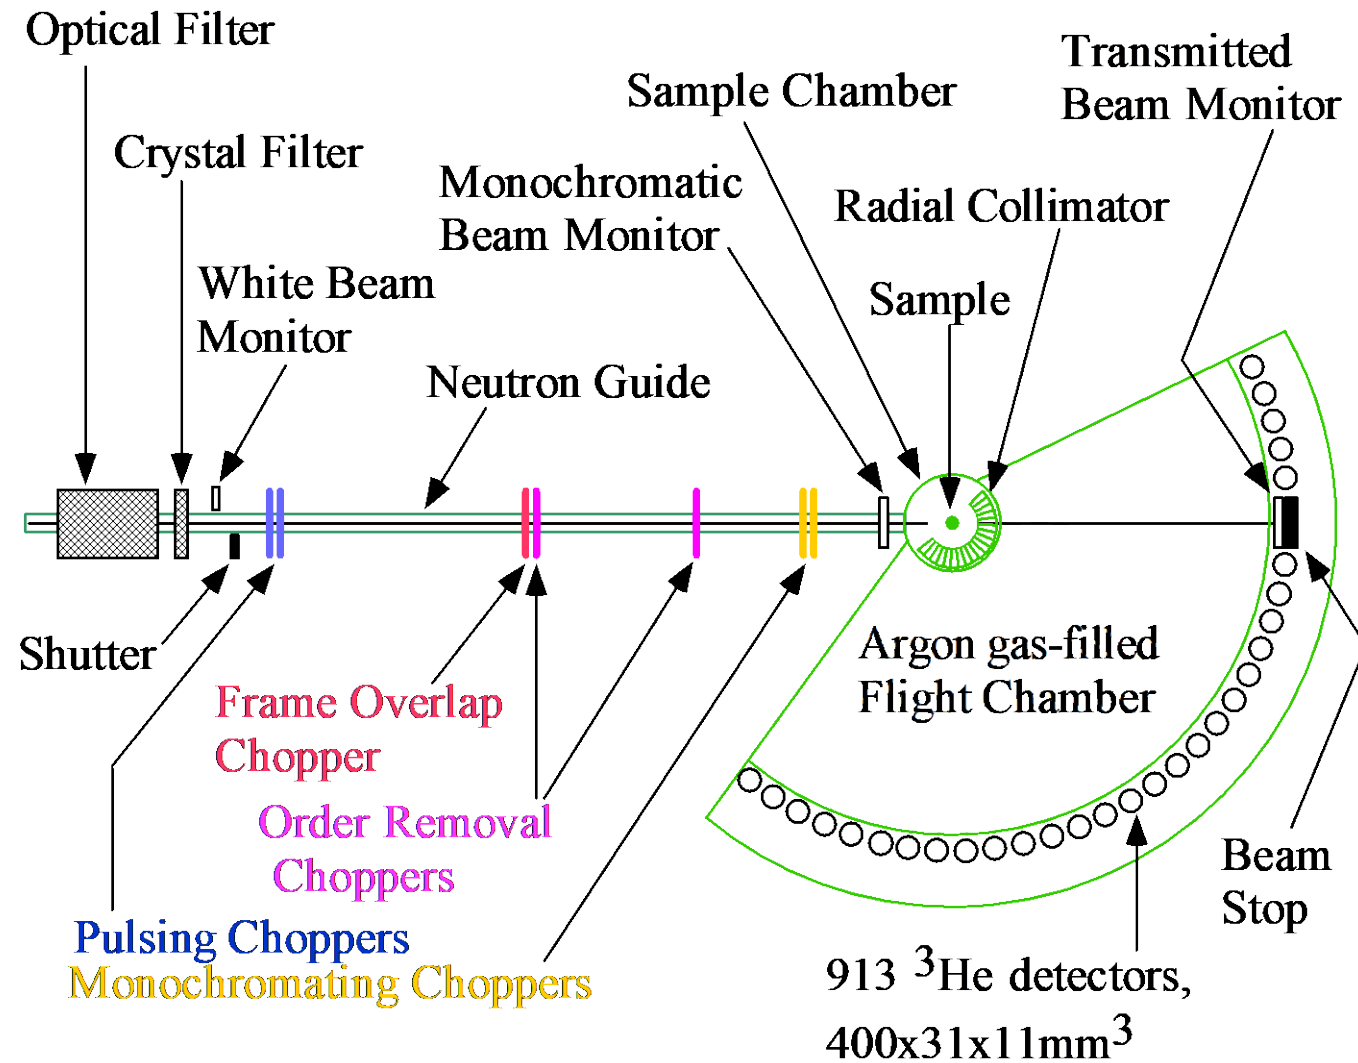 Optical Filter
Crystal Filter
White Beam
Monitor
Neutron Guide
Monochromatic
Beam Monitor
Sample Chamber
Radial Collimator
Sample
Transmitted
Beam Monitor
Shutter
Frame Overlap
Chopper
Order Removal
Choppers
Pulsing Choppers
Monochromating Choppers
Argon gas-filled
Flight Chamber
Beam
Stop
913 ³He detectors,
400x31x11mm³